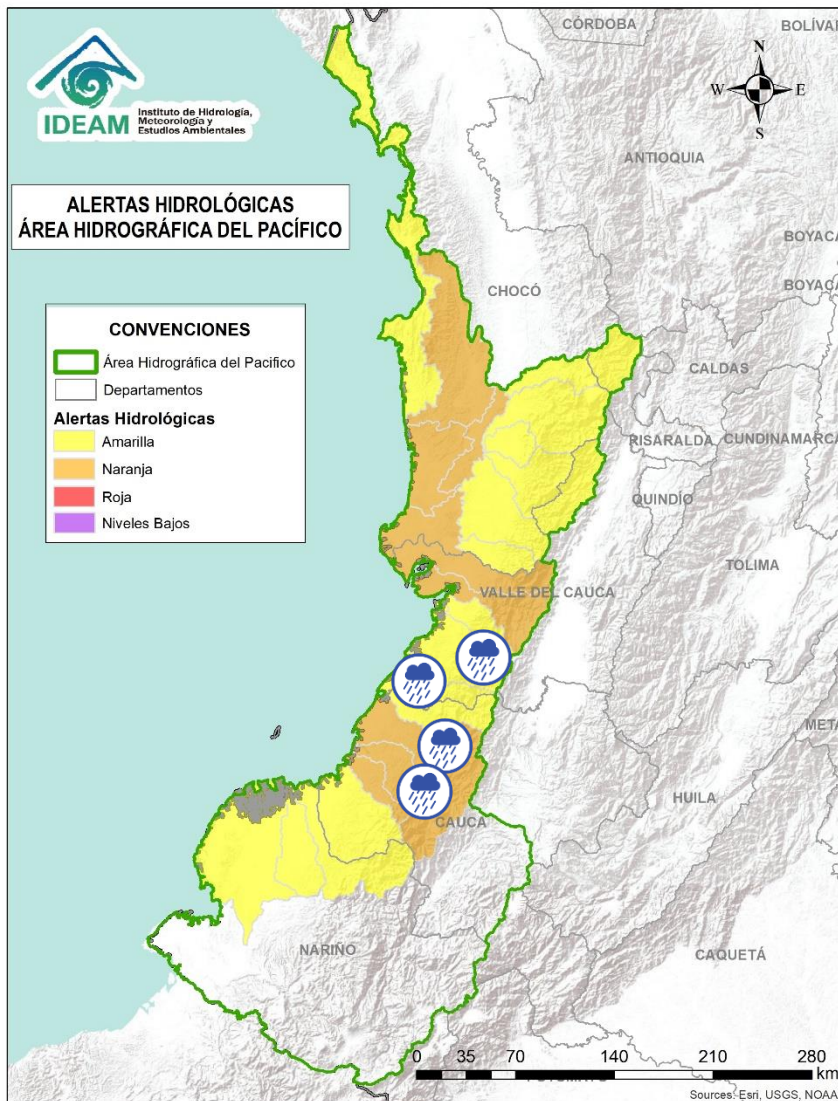 CÓRDOBA
BOLÍVAR
IDEAM
Instituto de Hidrología,
Meteorología y
Estudios Ambientales
N
W E
S
ANTIOQUIA
ALERTAS HIDROLÓGICAS
ÁREA HIDROGRÁFICA DEL PACÍFICO
BOYACÁ
BOYACÁ
CHOCÓ
CONVENCIONES
Área Hidrográfica del Pacifico
Departamentos
Alertas Hidrológicas
Amarilla
Naranja
Roja
Niveles Bajos
CALDAS
RISARALDA
CUNDINAMARCA
QUINDÍO
TOLIMA
VALLE DEL CAUCA
META
HUILA
CAUCA
NARIÑO
CAQUETÁ
0 35 70 140 210 280
km
Sources: Esri, USGS, NOAA